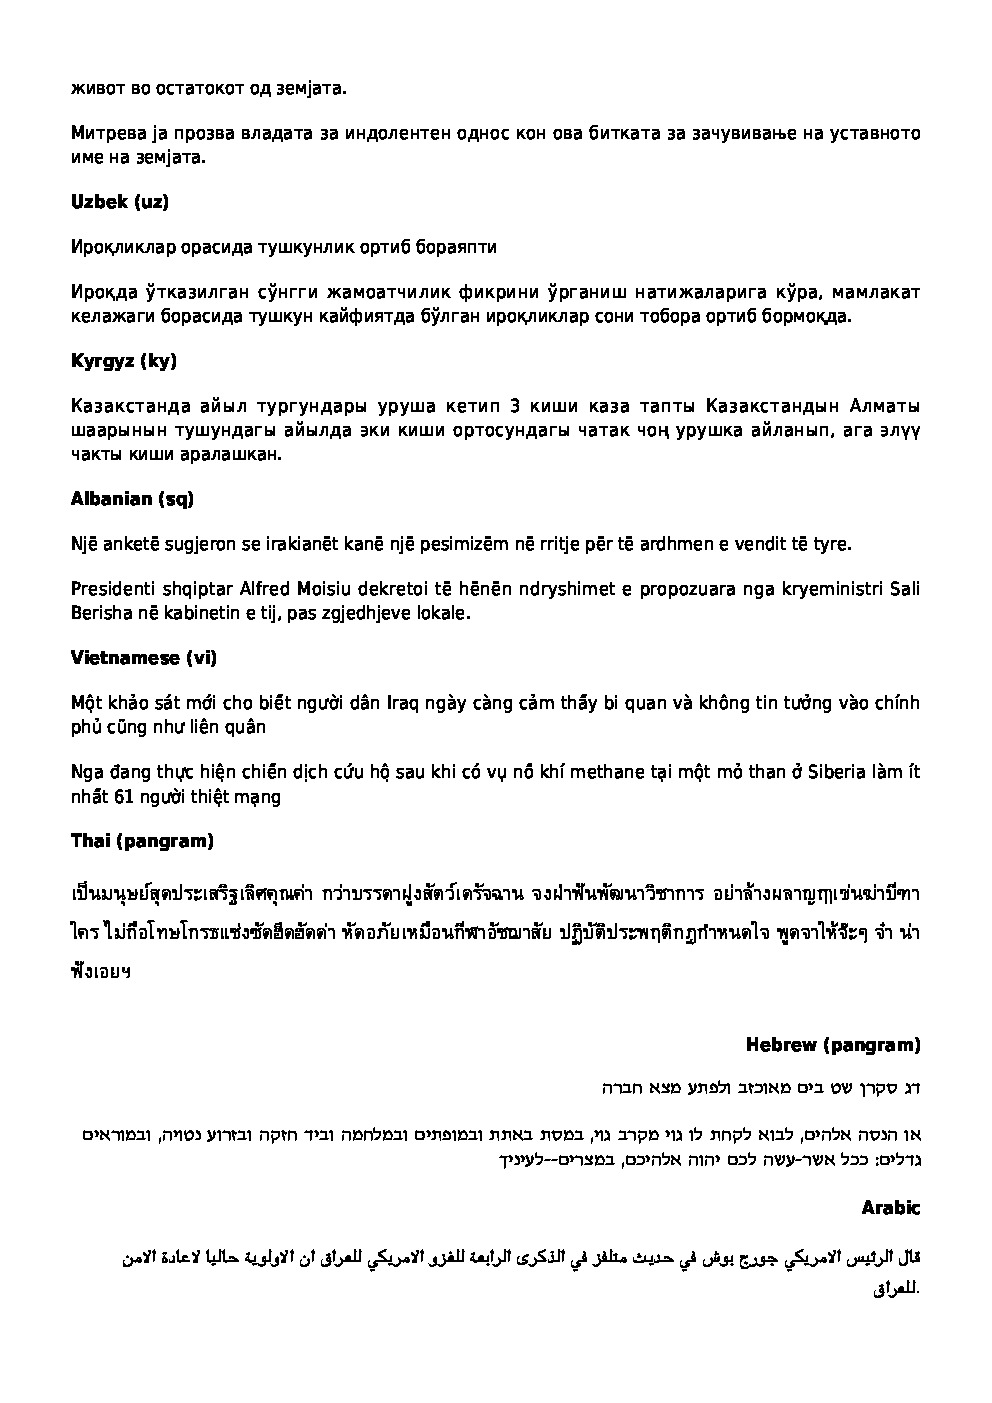 живот во остатокот од земјата.
Митрева ја прозва владата за индолентен однос кон ова битката за зачувивање на уставното
име на земјата.
Uzbek (uz)
Ироқликлар орасида тушкунлик ортиб бораяпти
Ироқда ўтказилган сўнгги жамоатчилик фикрини ўрганиш натижаларига кўра, мамлакат
келажаги борасида тушкун кайфиятда бўлган ироқликлар сони тобора ортиб бормоқда.
Kyrgyz (ky)
Казакстанда айыл тургундары уруша кетип 3 киши каза тапты Казакстандын Алматы
шаарынын тушундагы айылда эки киши ортосундагы чатак чоң урушка айланып, ага элүү
чакты киши аралашкан.
Albanian (sq)
Një anketë sugjeron se irakianët kanë një pesimizëm në rritje për të ardhmen e vendit të tyre.
Presidenti shqiptar Alfred Moisiu dekretoi të hënën ndryshimet e propozuara nga kryeministri Sali
Berisha në kabinetin e tij, pas zgjedhjeve lokale.
Vietnamese (vi)
Một khảo sát mới cho biết người dân Iraq ngày càng cảm thấy bi quan và không tin tưởng vào chính
phủ cũng như liên quân
Nga đang thực hiện chiến dịch cứu hộ sau khi có vụ nổ khí methane tại một mỏ than ở Siberia làm ít
nhất 61 người thiệt mạng
Thai (pangram)
เป็นมนุษย์สุดประเสริฐเลิศคุณค่า กว่าบรรดาฝูงสัตว์เดรัจฉาน จงฝ่าฟันพัฒนาวิชาการ อย่าล้างผลาญฤๅเข่นฆ่าบีฑา
ใคร ไม่ถือโทษโกรธแช่งซัดฮึดฮัดด่า หัดอภัยเหมือนกีฬาอัชฌาสัย ปฏิบัติประพฤติกฎกำหนดใจ พูดจาให้จ๊ะๆ จ๋า น่า
ฟังเอยฯ
Hebrew (pangram)
דג סקרן שט בים מאוכזב ולפתע מצא חברה
או הנסה אלהים, לבוא לקחת לו גוי מקרב גוי, במסת באתת ובמופתים ובמלחמה וביד חזקה ובזרוע נטויה, ובמוראים
גדלים: ככל אשר-עשה לכם יהוה אלהיכם, במצרים--לעיניך
Arabic
قال الرئيس الامريكي جورج بوش في حديث متلفز في الذكرى الرابعة للغزو الامريكي للعراق ان الاولوية حاليا لاعادة الامن
للعراق.